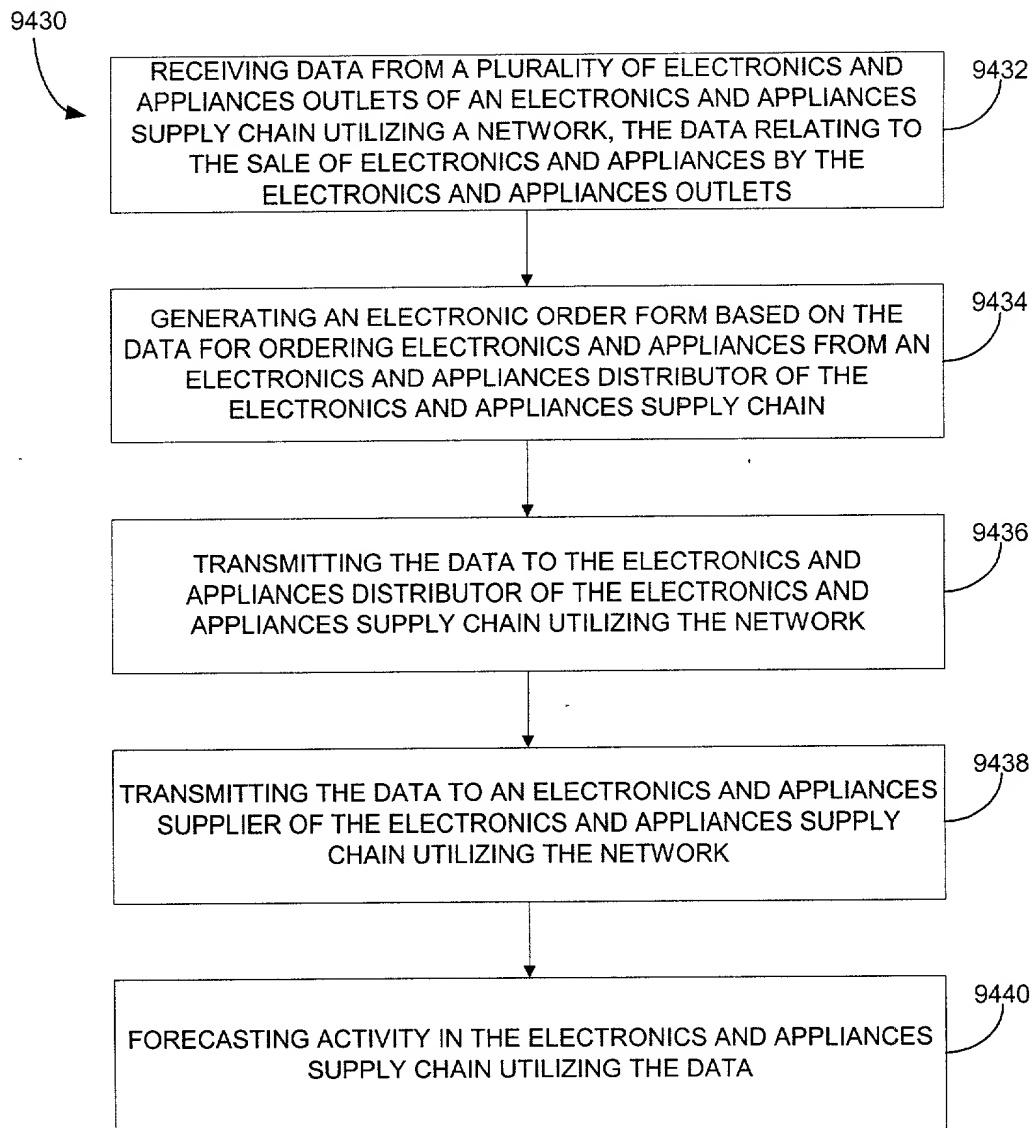 9430
RECEIVING DATA FROM A PLURALITY OF ELECTRONICS AND
APPLIANCES OUTLETS OF AN ELECTRONICS AND APPLIANCES
SUPPLY CHAIN UTILIZING A NETWORK, THE DATA RELATING TO
THE SALE OF ELECTRONICS AND APPLIANCES BY THE
ELECTRONICS AND APPLIANCES OUTLETS
9432
GENERATING AN ELECTRONIC ORDER FORM BASED ON THE
DATA FOR ORDERING ELECTRONICS AND APPLIANCES FROM AN
ELECTRONICS AND APPLIANCES DISTRIBUTOR OF THE
ELECTRONICS AND APPLIANCES SUPPLY CHAIN
9434
TRANSMITTING THE DATA TO THE ELECTRONICS AND
APPLIANCES DISTRIBUTOR OF THE ELECTRONICS AND
APPLIANCES SUPPLY CHAIN UTILIZING THE NETWORK
9436
TRANSMITTING THE DATA TO AN ELECTRONICS AND APPLIANCES
SUPPLIER OF THE ELECTRONICS AND APPLIANCES SUPPLY
CHAIN UTILIZING THE NETWORK
9438
FORECASTING ACTIVITY IN THE ELECTRONICS AND APPLIANCES
SUPPLY CHAIN UTILIZING THE DATA
9440